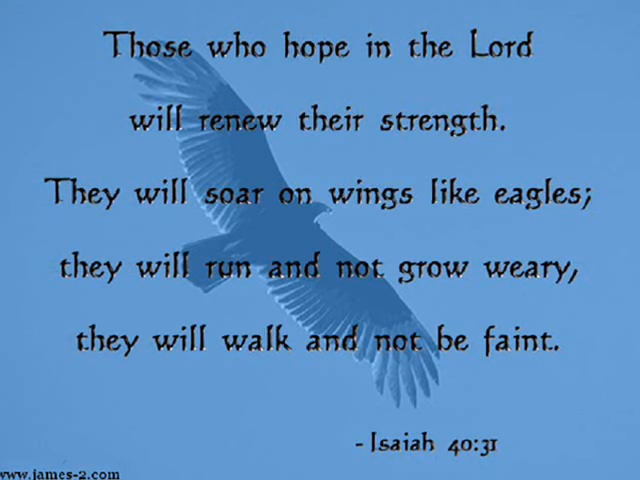 Those who hope in the Lord
will renew their strength.
They will soar on wings like eagles;
they will run and not grow weary,
they will walk and not be faint.
- Isaiah 40:31
www.james-2.com